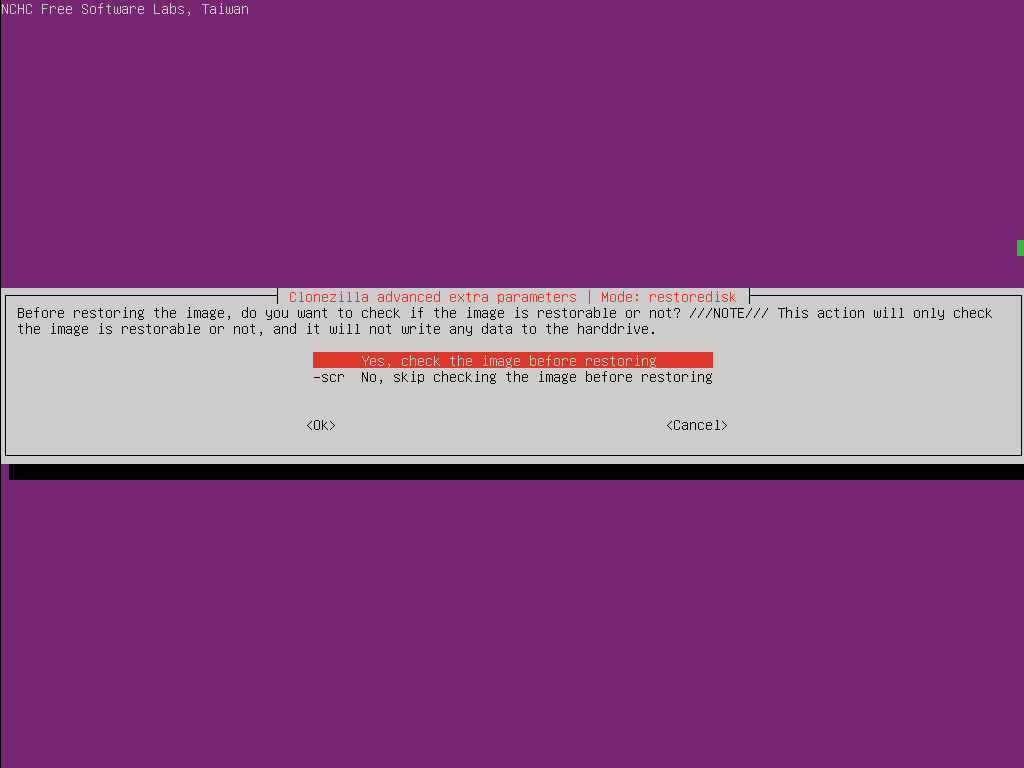 NCHC Free Software Labs, Taiwan
Clonezilla advanced extra parameters | Mode: restoredisk
Before restoring the image, do you want to check if the image is restorable or not? ///NOTE/// This action will only check
the image is restorable or not, and it will not write any data to the harddrive.
Yes, check the image before restoring
-scr No, skip checking the image before restoring
<Ok> <Cancel>